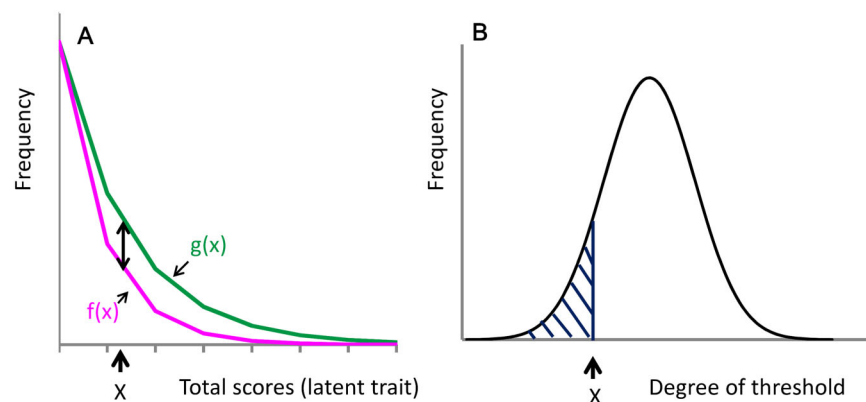 A
Frequency
g(x)
f(x)
X
Total scores (latent trait)
B
Frequency
X
Degree of threshold